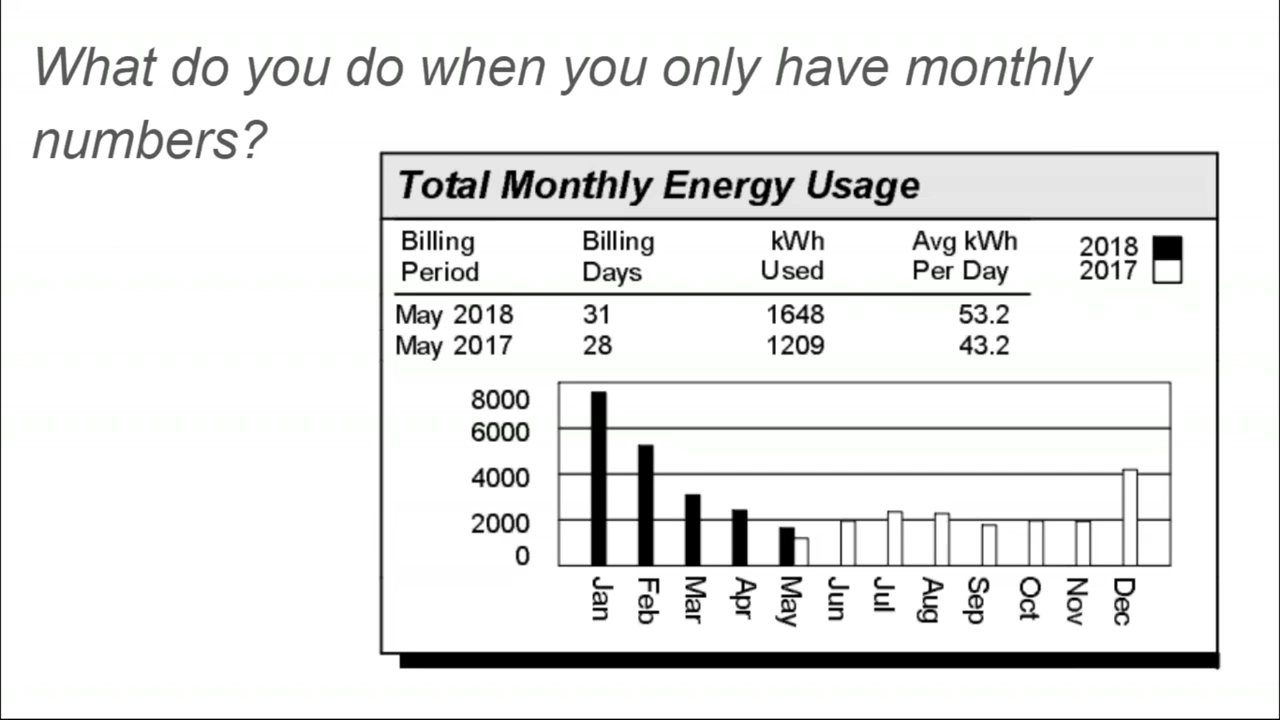 What do you do when you only have monthly
numbers?
Total Monthly Energy Usage
Billing Period Billing Days kWh Used Avg kWh Per Day
2018
2017
May 2018 31 1648 53.2
May 2017 28 1209 43.2
8000
6000
4000
2000
0
Jan Feb Mar Apr May Jun Jul Aug Sep Oct Nov Dec